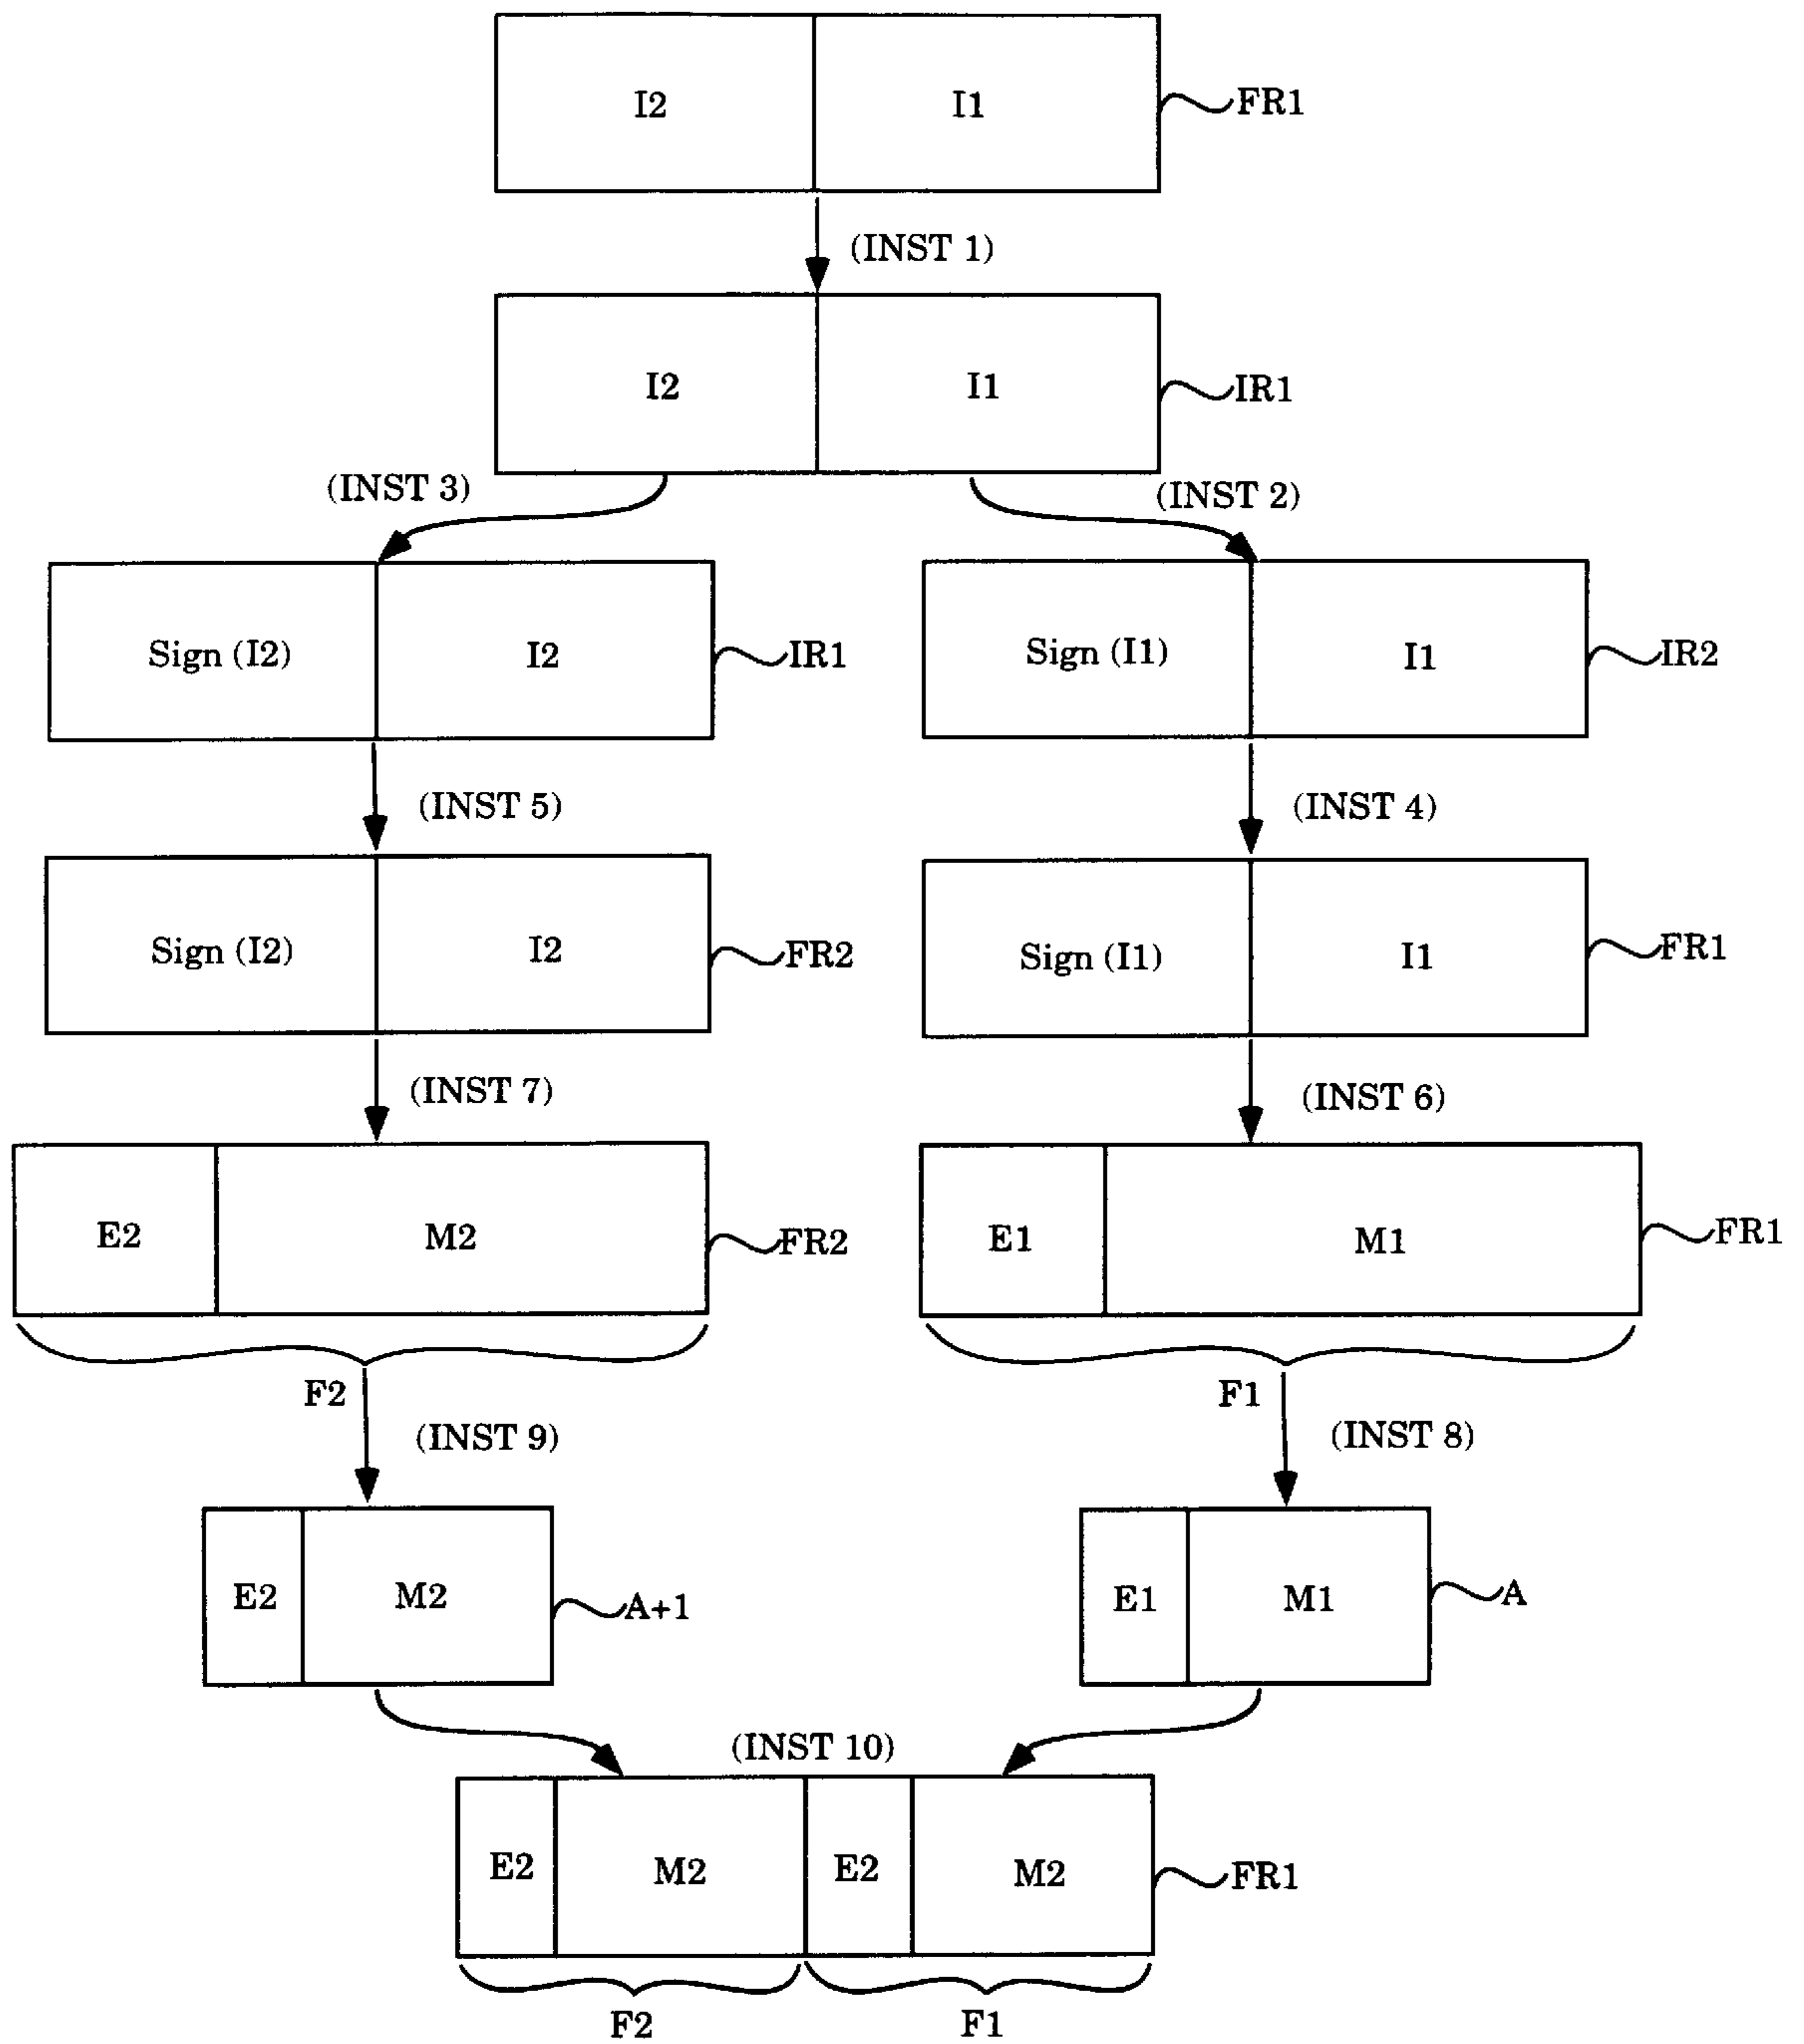 I2 I1 FR1
(INST 1)
I2 I1 IR1
(INST 3) (INST 2)
Sign (I2) I2 IR1 Sign (I1) I1 IR2
(INST 5) (INST 4)
Sign (I2) I2 FR2 Sign (I1) I1 FR1
(INST 7) (INST 6)
E2 M2 FR2 E1 M1 FR1
F2 F1
(INST 9) (INST 8)
E2 M2 A+1 E1 M1 A
(INST 10)
E2 M2 E2 M2 FR1
F2 F1